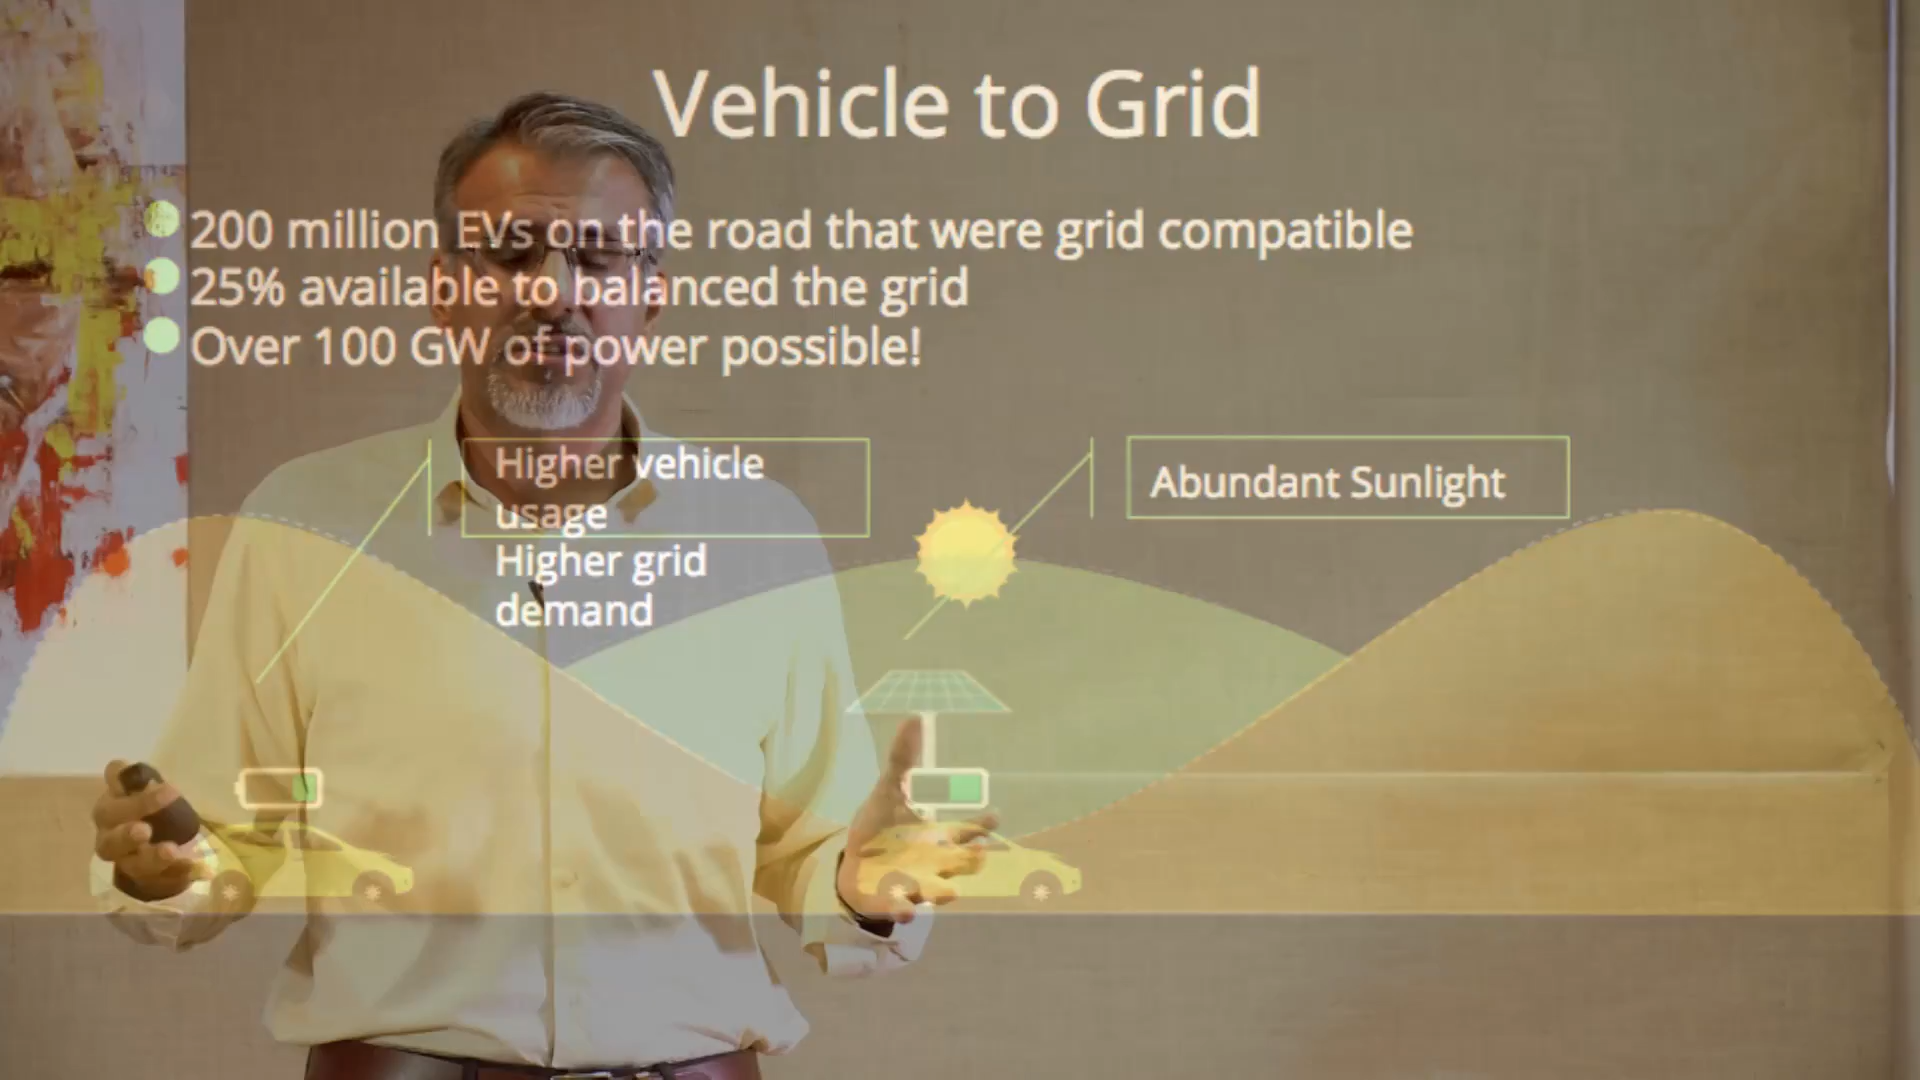 Vehicle to Grid
200 million EVs on the road that were grid compatible
25% available to balanced the grid
Over 100 GW of power possible!
Higher vehicle
usage
Higher grid
demand
Abundant Sunlight